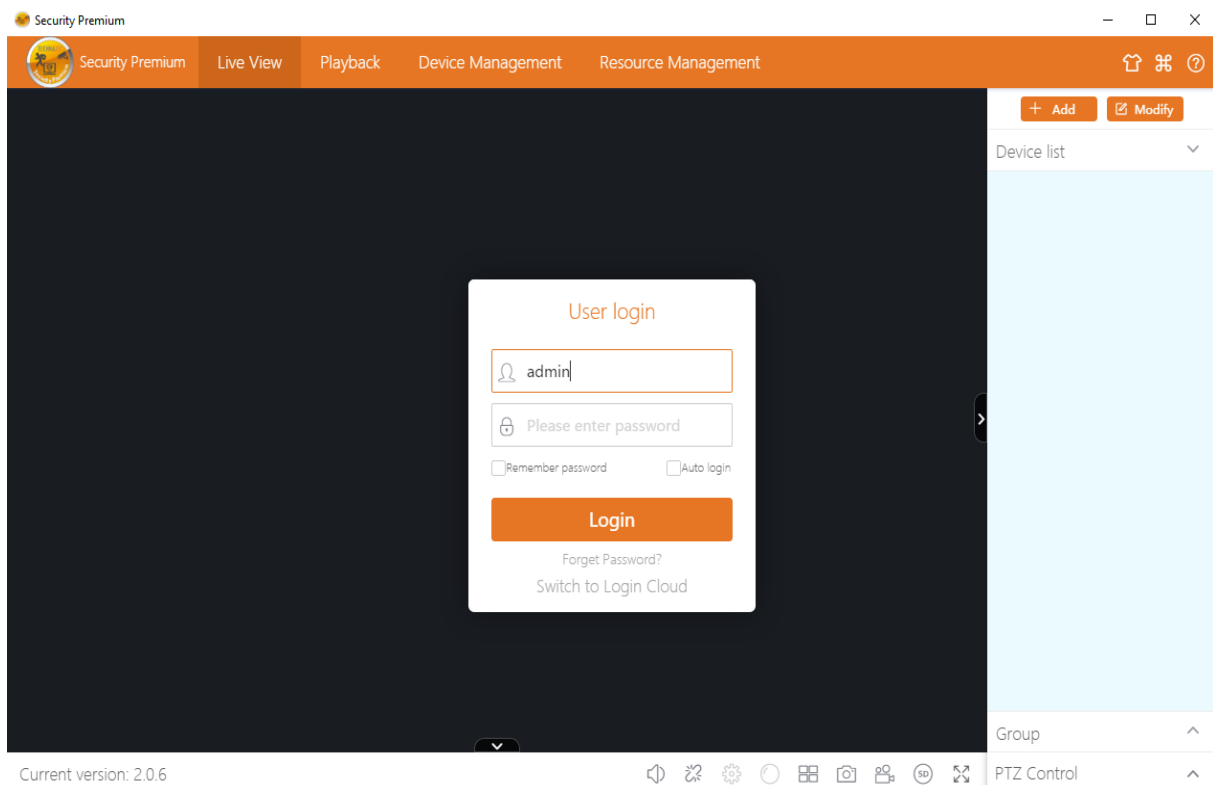 Security Premium
Security Premium Live View Playback Device Management Resource Management
+ Add Modify
Device list
User login
admin
Please enter password
Remember password Auto login
Login
Forget Password?
Switch to Login Cloud
Group
Current version: 2.0.6 SD PTZ Control